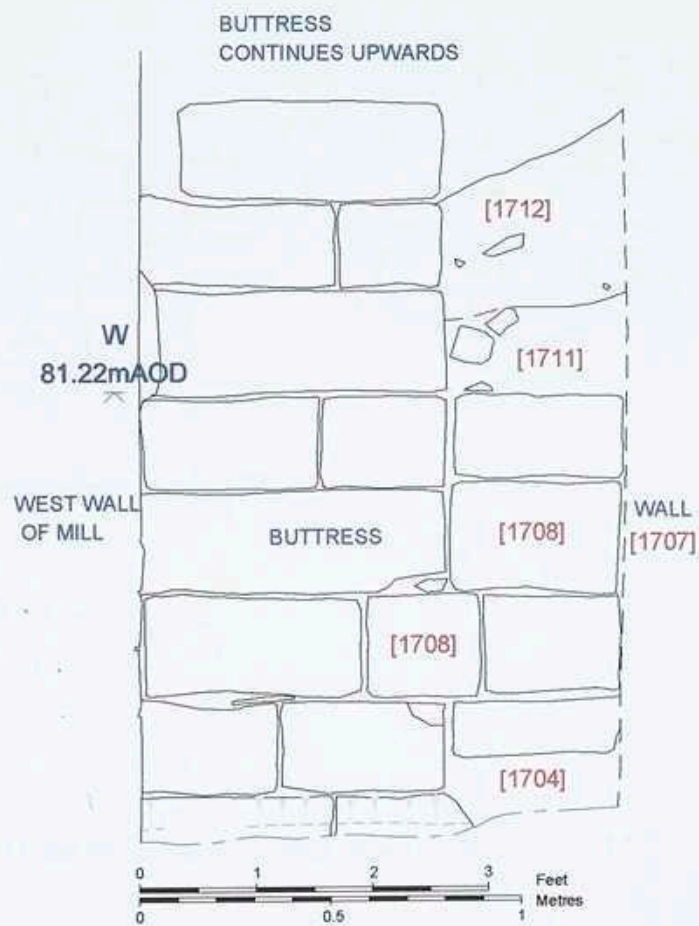 BUTTRESS
CONTINUES UPWARDS
[1712]
W
81.22mAOD
[1711]
WEST WALL
OF MILL
BUTTRESS
[1708]
WALL
[1707]
[1708]
[1704]
0 1 2 3 Feet
Metres
0 0.5 1